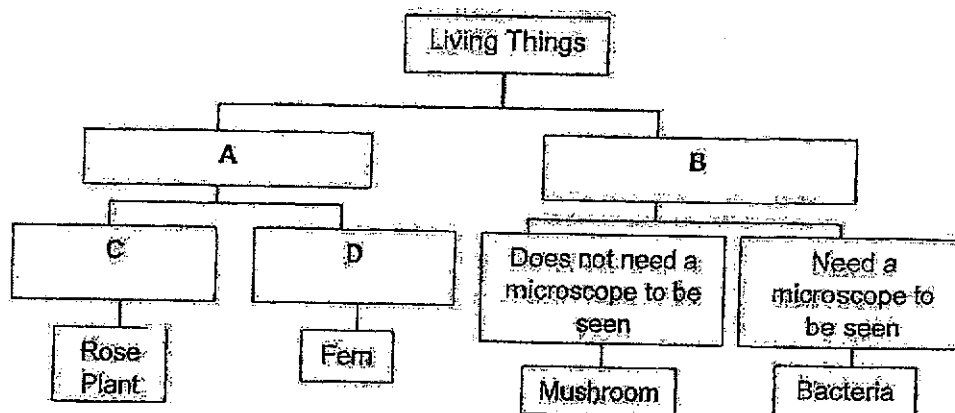 Living Things
A
B
C
D
Does not need a
microscope to be
seen
Need a
microscope to
be seen
Rose
Plant
Fern
Mushroom
Bacteria